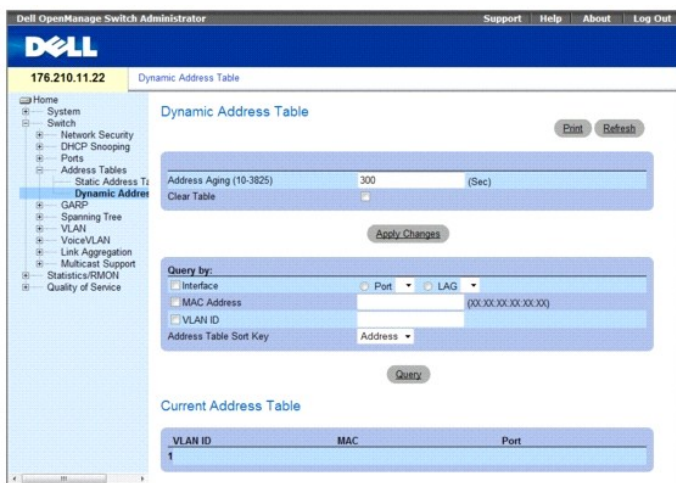 Dell OpenManage Switch Administrator Support Help About Log Out
DELL
176.210.11.22 Dynamic Address Table
Home
System
Switch
Network Security
DHCP Snooping
Ports
Address Tables
Static Address Ta
Dynamic Addres
GARP
Spanning Tree
VLAN
VoiceVLAN
Link Aggregation
Multicast Support
Statistics/RMON
Quality of Service
Dynamic Address Table
Print Refresh
Address Aging (10-3825) 300 (Sec)
Clear Table
Apply Changes
Query by:
Interface Port LAG
MAC Address (XX:XX:XX:XX:XX:XX)
VLAN ID
Address Table Sort Key Address
Query
Current Address Table
VLAN ID MAC Port
1